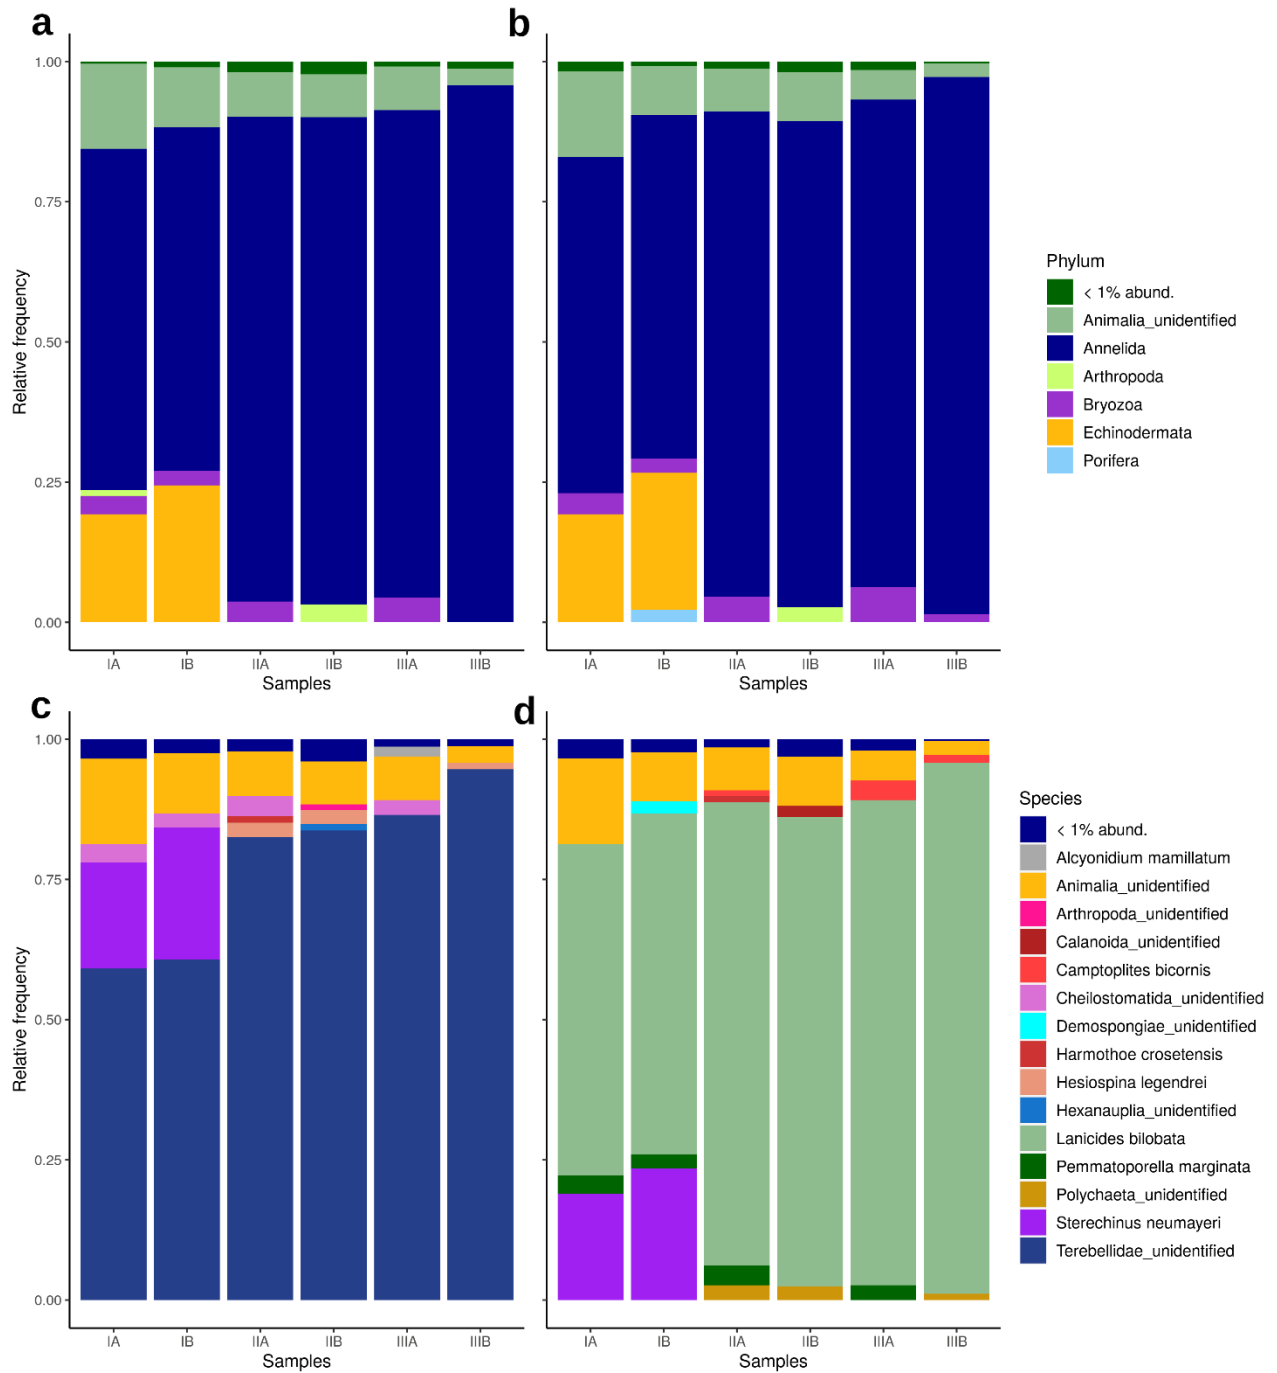 a
b
1.00
0.75
0.50
0.25
0.00
Relative frequency
IA IB IIA IIB IIIA IIIB
Samples
IA IB IIA IIB IIIA IIIB
Samples
Phylum
< 1% abund.
Animalia_unidentified
Annelida
Arthropoda
Bryozoa
Echinodermata
Porifera
c
d
1.00
0.75
0.50
0.25
0.00
Relative frequency
IA IB IIA IIB IIIA IIIB
Samples
IA IB IIA IIB IIIA IIIB
Samples
Species
< 1% abund.
Alcyonidium mamillatum
Animalia_unidentified
Arthropoda_unidentified
Calanoida_unidentified
Camptoplites bicornis
Cheilostomatida_unidentified
Demospongiae_unidentified
Harmothoe crosetensis
Hesiospina legendrei
Hexanauplia_unidentified
Lanicides bilobata
Pemmatoporella marginata
Polychaeta_unidentified
Sterechinus neumayeri
Terebellidae_unidentified